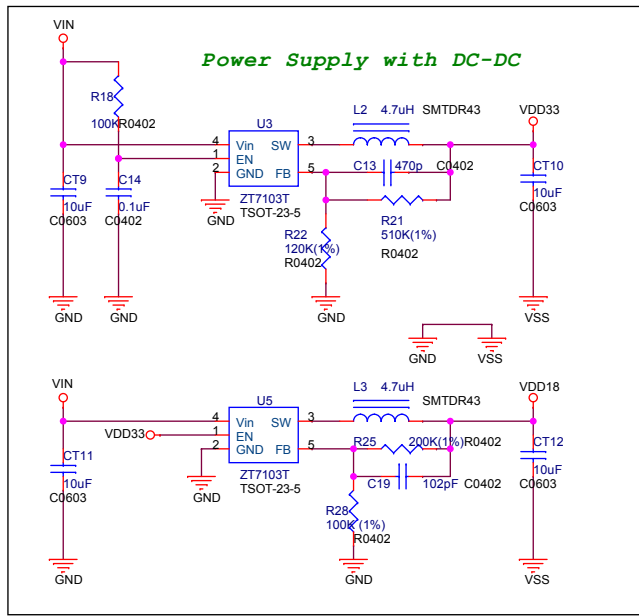 VIN
Power Supply with DC-DC
R18
100K
R0402
U3
L2
4.7uH
SMTDR43
VDD33
4
Vin
SW
3
1
EN
2
GND
FB
5
C13
470p
C0402
CT9
10uF
C0603
C14
0.1uF
C0402
GND
ZT7103T
TSOT-23-5
R21
510K(1%)
R0402
CT10
10uF
C0603
R22
120K(1%)
R0402
GND
GND
GND
VSS
GND
VSS
VIN
U5
L3
4.7uH
SMTDR43
VDD18
4
Vin
SW
3
VDD33
1
EN
2
GND
FB
5
R25
200K(1%)
R0402
CT11
10uF
C0603
GND
ZT7103T
TSOT-23-5
C19
102pF
C0402
CT12
10uF
C0603
R28
100K (1%)
R0402
GND
GND
VSS